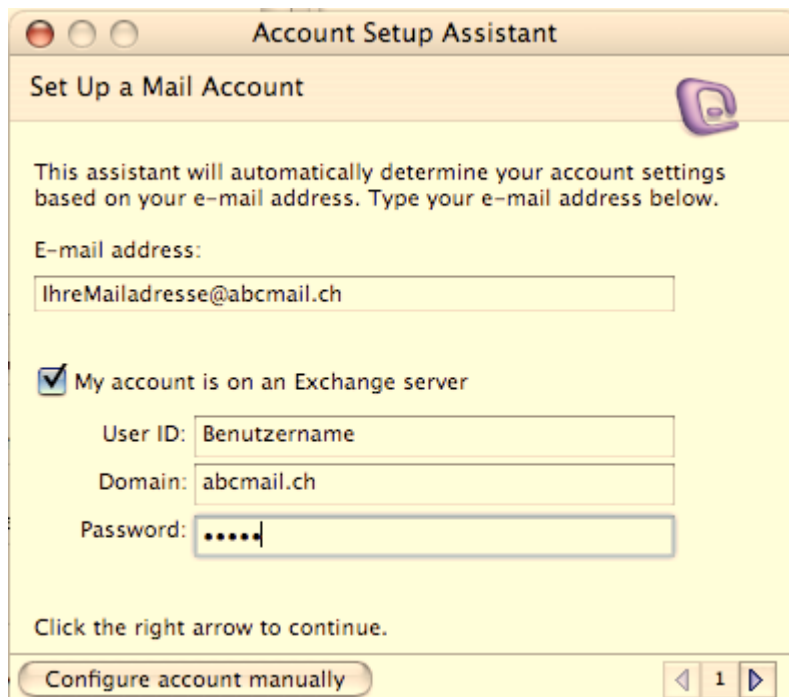 Account Setup Assistant
Set Up a Mail Account
This assistant will automatically determine your account settings
based on your e-mail address. Type your e-mail address below.
E-mail address:
IhreMailadresse@abcmail.ch
My account is on an Exchange server
User ID: Benutzername
Domain: abcmail.ch
Password: •••••
Click the right arrow to continue.
Configure account manually 1